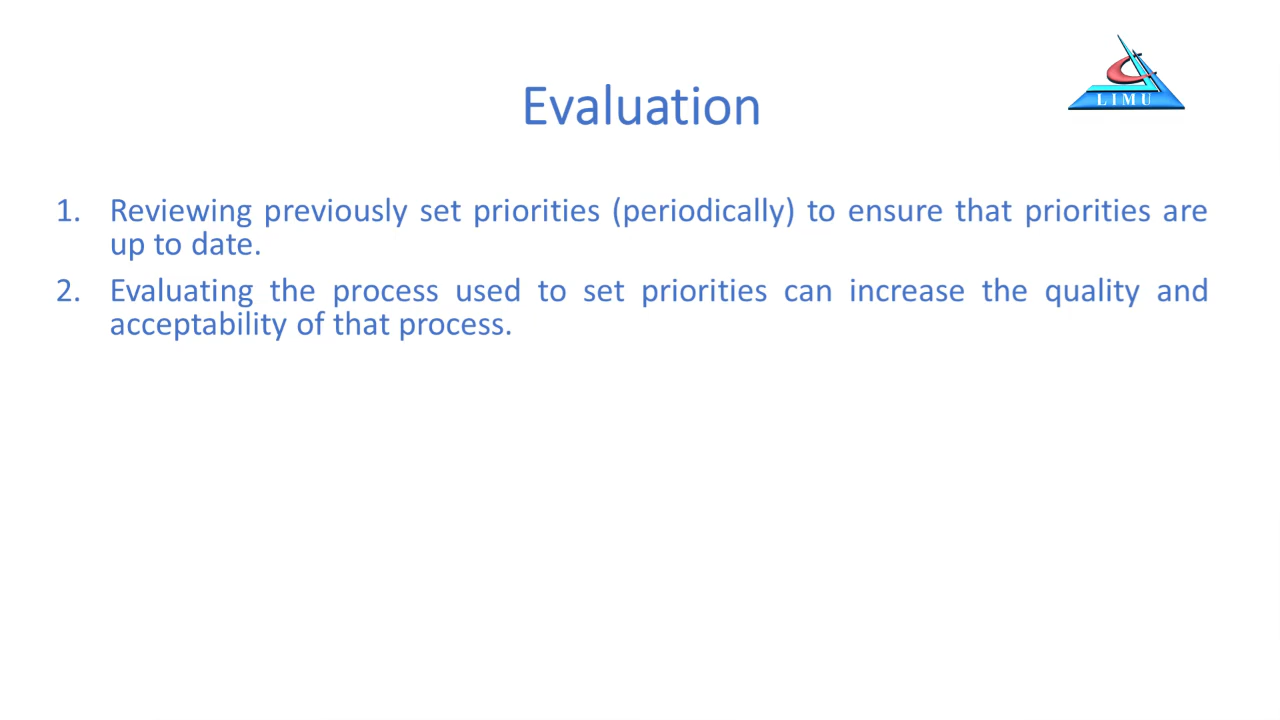 Evaluation
LIMU
1. Reviewing previously set priorities (periodically) to ensure that priorities are
up to date.
2. Evaluating the process used to set priorities can increase the quality and
acceptability of that process.